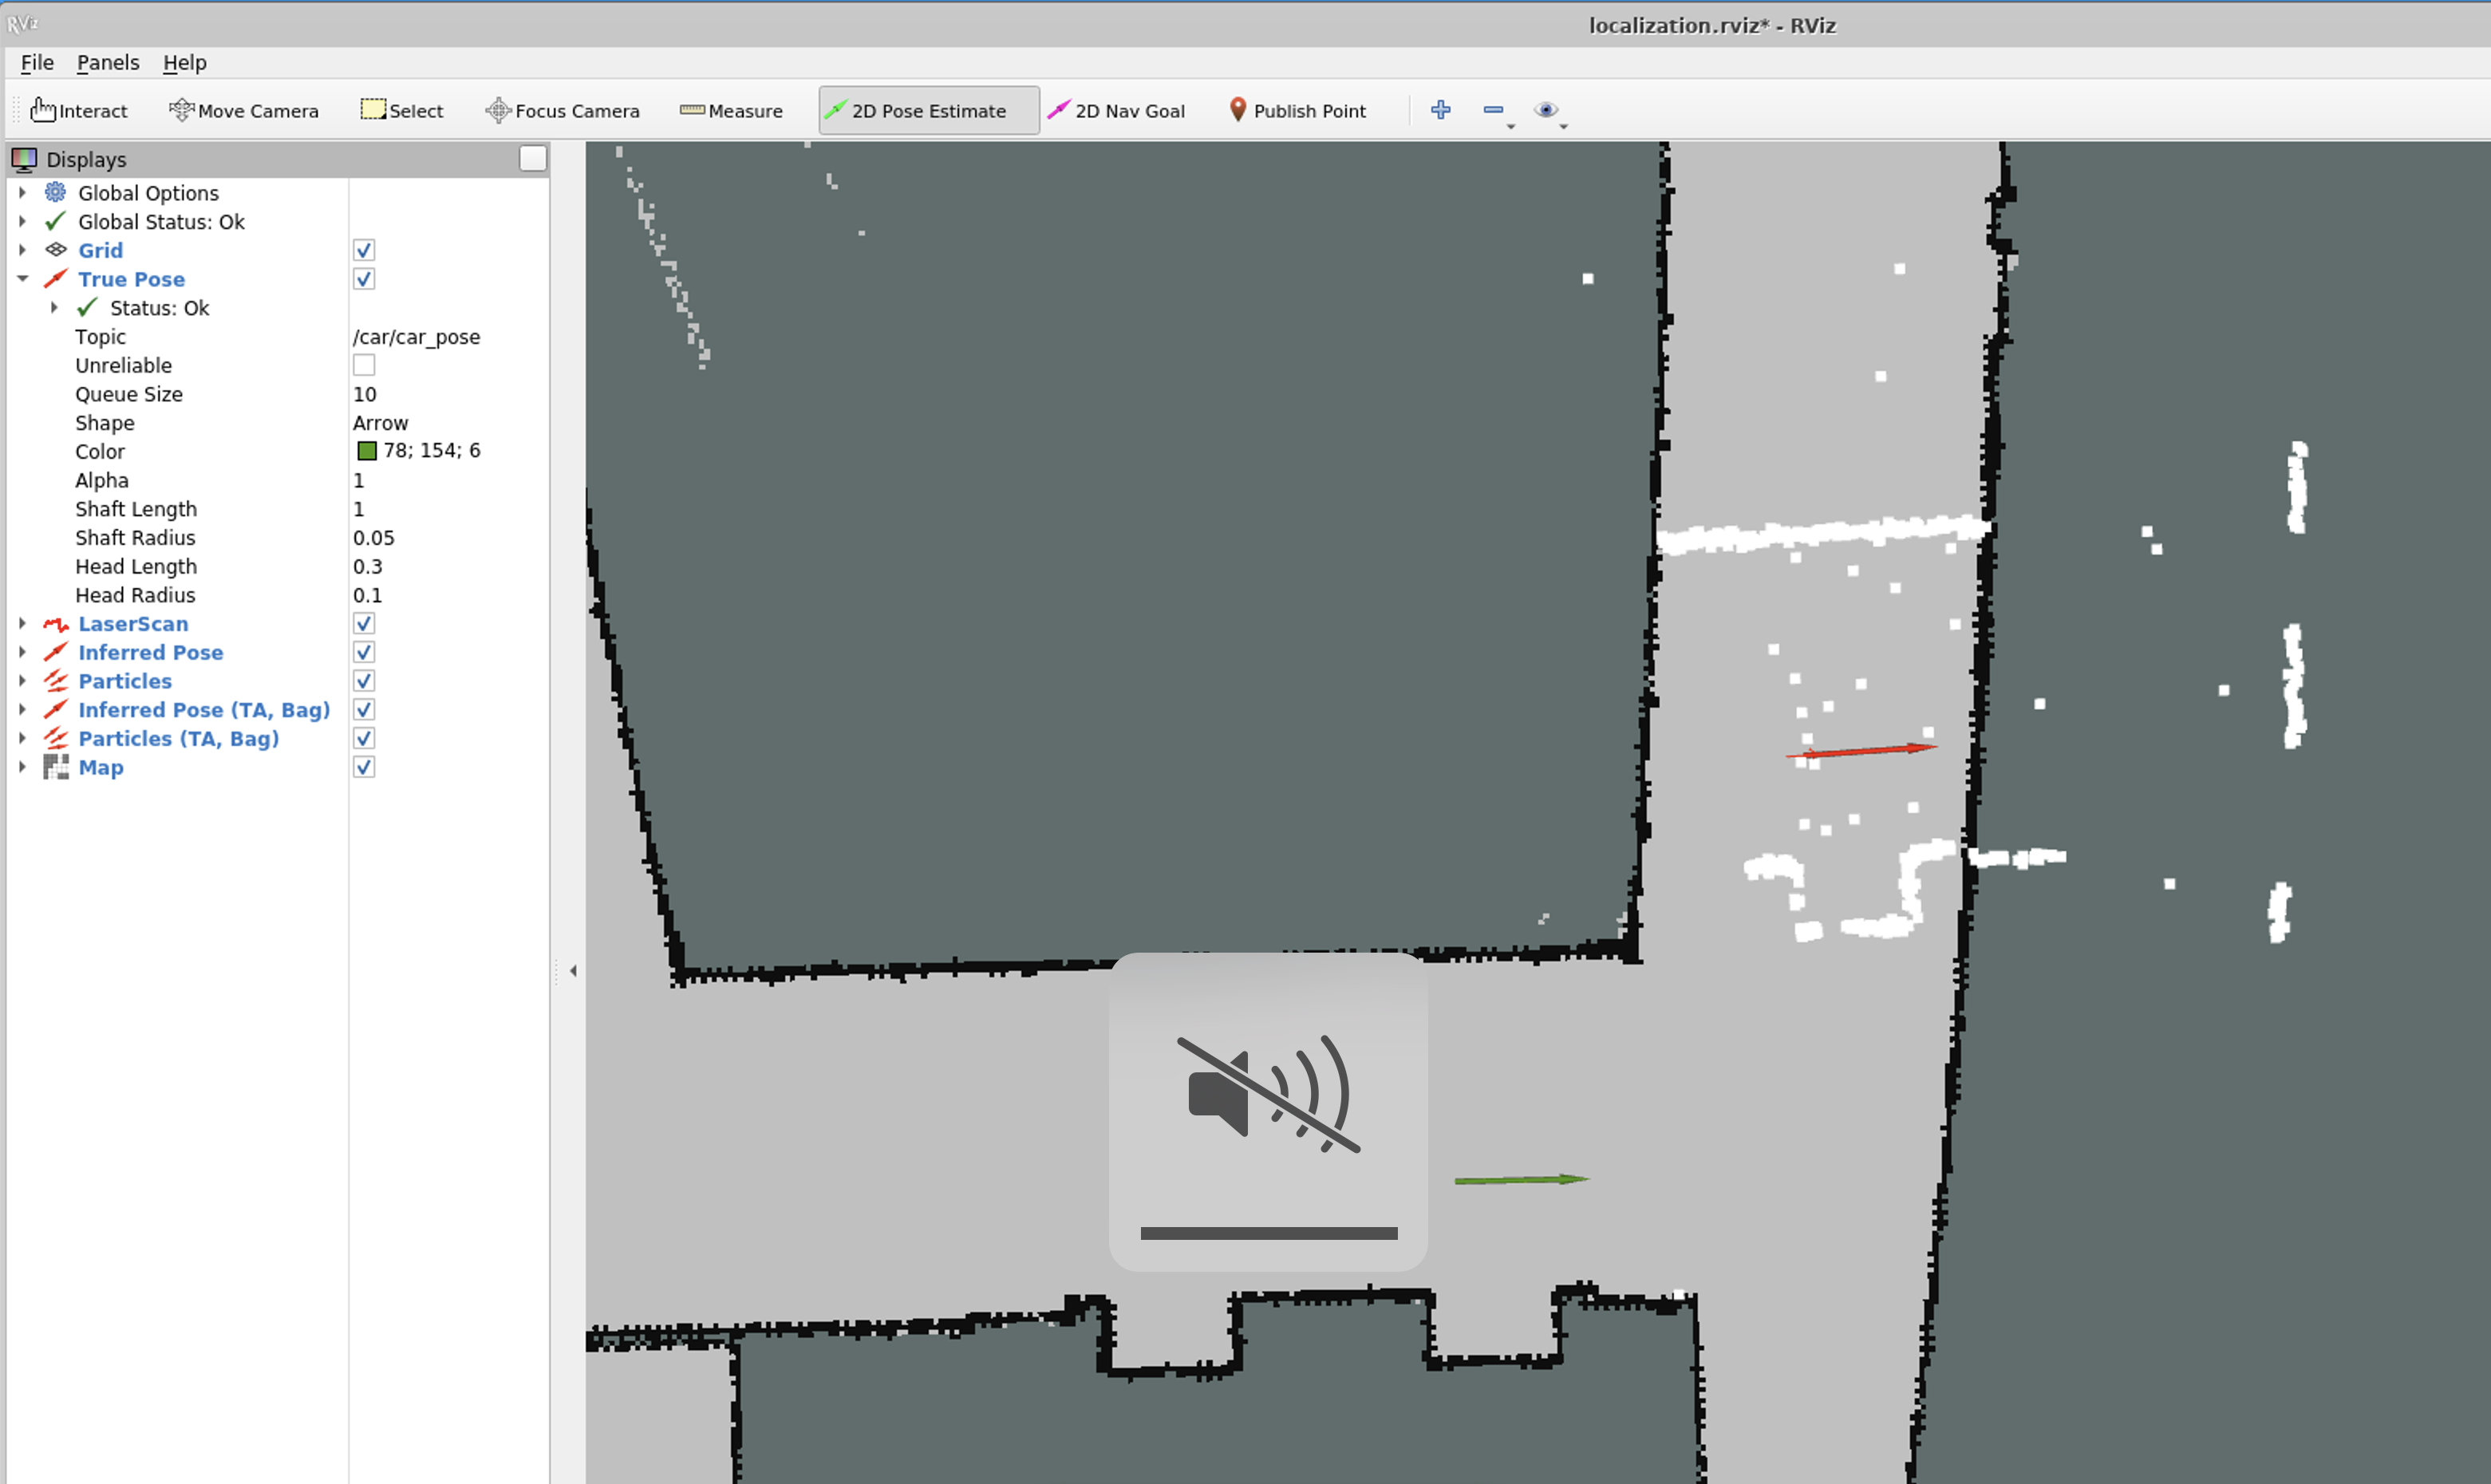 RViz
localization.rviz* - RViz
File Panels Help
Interact Move Camera Select Focus Camera Measure 2D Pose Estimate 2D Nav Goal Publish Point
Displays
Global Options
Global Status: Ok
Grid
True Pose
Status: Ok
Topic /car/car_pose
Unreliable
Queue Size 10
Shape Arrow
Color 78; 154; 6
Alpha 1
Shaft Length 1
Shaft Radius 0.05
Head Length 0.3
Head Radius 0.1
LaserScan
Inferred Pose
Particles
Inferred Pose (TA, Bag)
Particles (TA, Bag)
Map